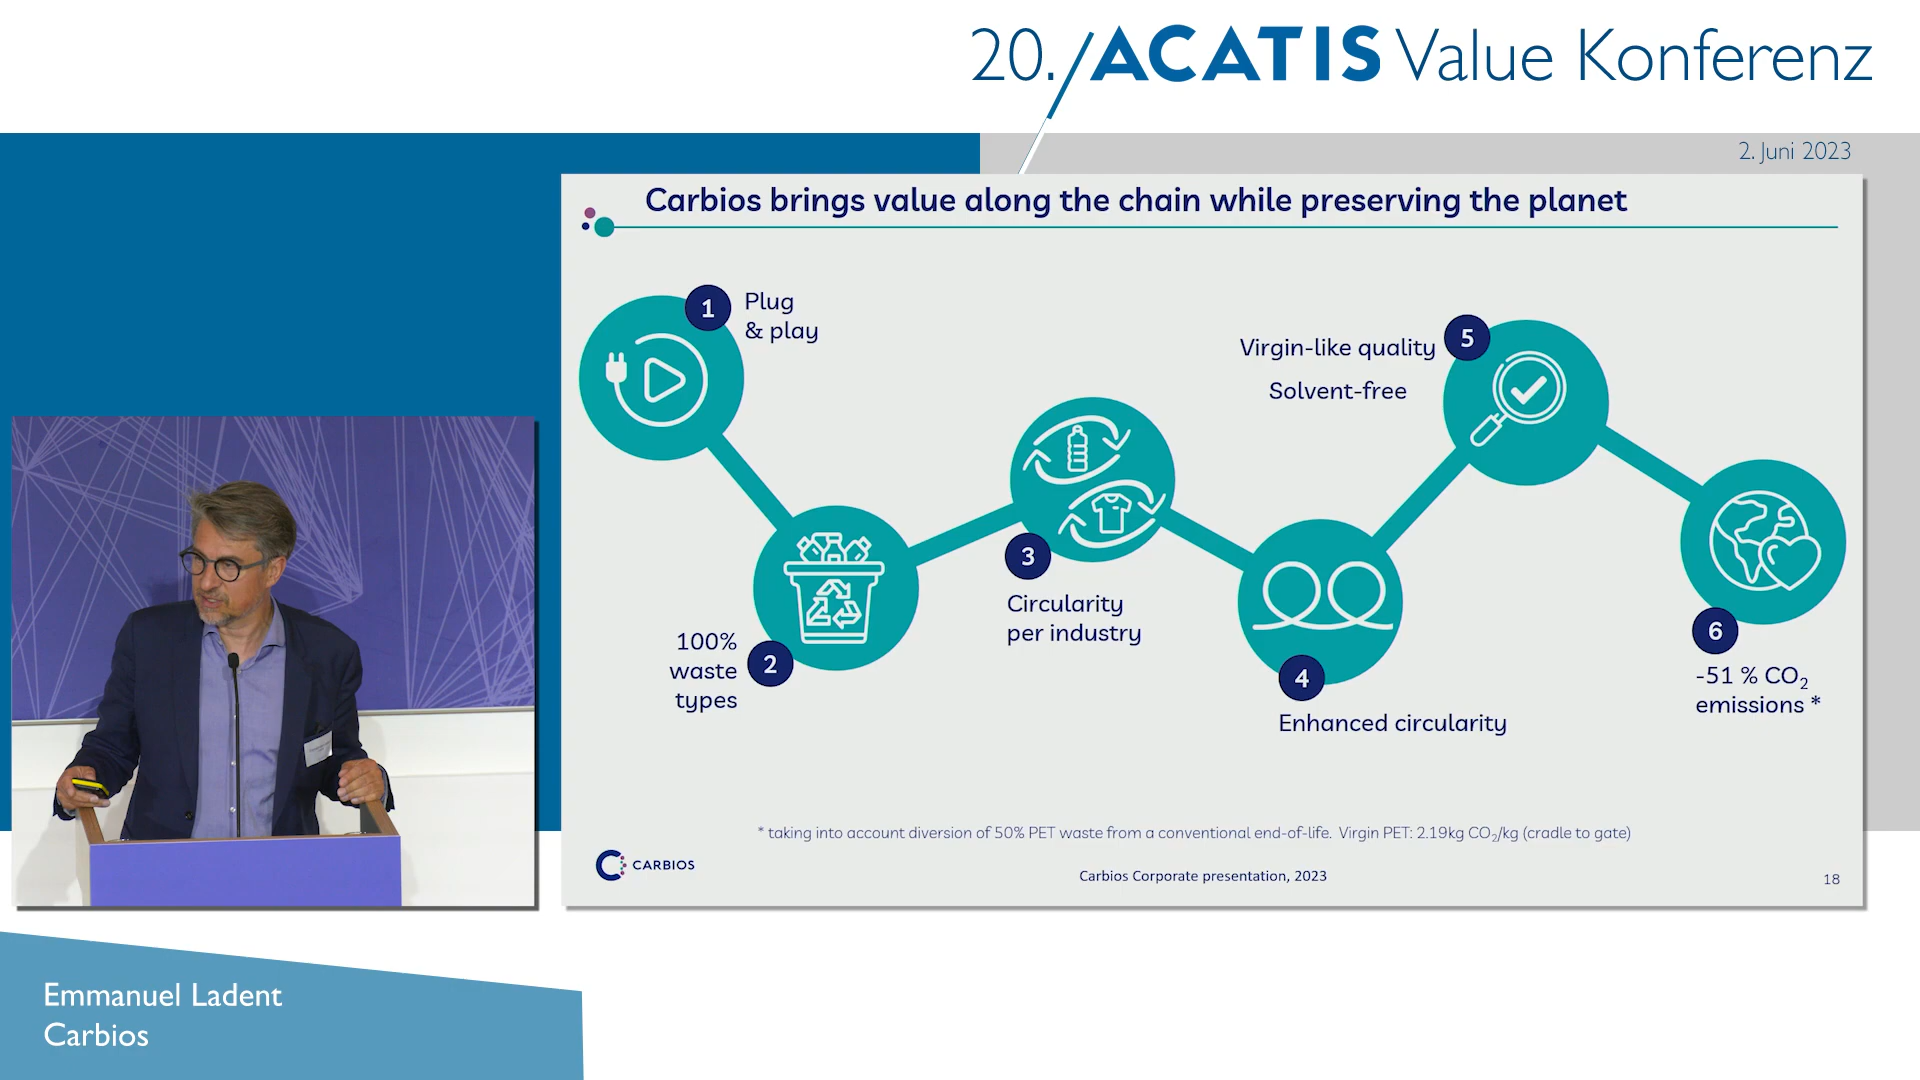 20. ACATIS Value Konferenz
2. Juni 2023
Carbios brings value along the chain while preserving the planet
1
Plug
& play
100%
waste
types
2
3
Circularity
per industry
4
Enhanced circularity
Virgin-like quality
Solvent-free
5
6
-51 % CO₂
emissions *
* taking into account diversion of 50% PET waste from a conventional end-of-life. Virgin PET: 2.19kg CO₂/kg (cradle to gate)
CARBIOS
Carbios Corporate presentation, 2023
18
Emmanuel Ladent
Carbios